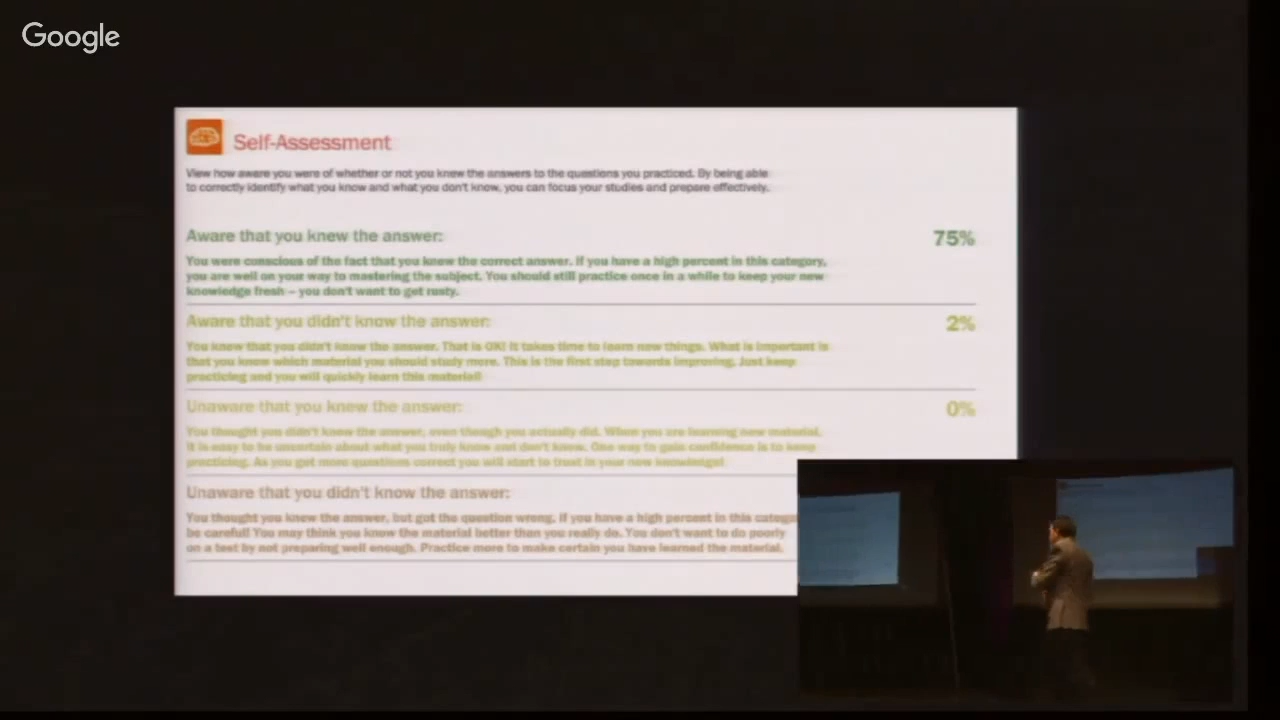 Google
Self-Assessment
View how aware you were of whether or not you knew the answers to the questions you practiced. By being able
to correctly identify what you know and what you don't know, you can focus your studies and prepare effectively.
Aware that you knew the answer:
75%
You were conscious of the fact that you knew the correct answer. If you have a high percent in this category,
you are well on your way to mastering the subject. You should still practice once in a while to keep your new
knowledge fresh – you don't want to get rusty.
Aware that you didn't know the answer:
2%
You knew that you didn't know the answer. That is OK! It takes time to learn new things. What is important is
that you know which material you should study more. This is the first step towards improving. Just keep
practicing and you will quickly learn this material!
Unaware that you knew the answer:
0%
You thought you didn't know the answer, even though you actually did. When you are learning new material,
it is easy to be uncertain about what you truly know and don't know. One way to gain confidence is to keep
practicing. As you get more questions correct you will start to trust in your new knowledge!
Unaware that you didn't know the answer:
You thought you knew the answer, but got the question wrong. If you have a high percent in this catego
be careful! You may think you know the material better than you really do. You don't want to do poorly
on a test by not preparing well enough. Practice more to make certain you have learned the material.